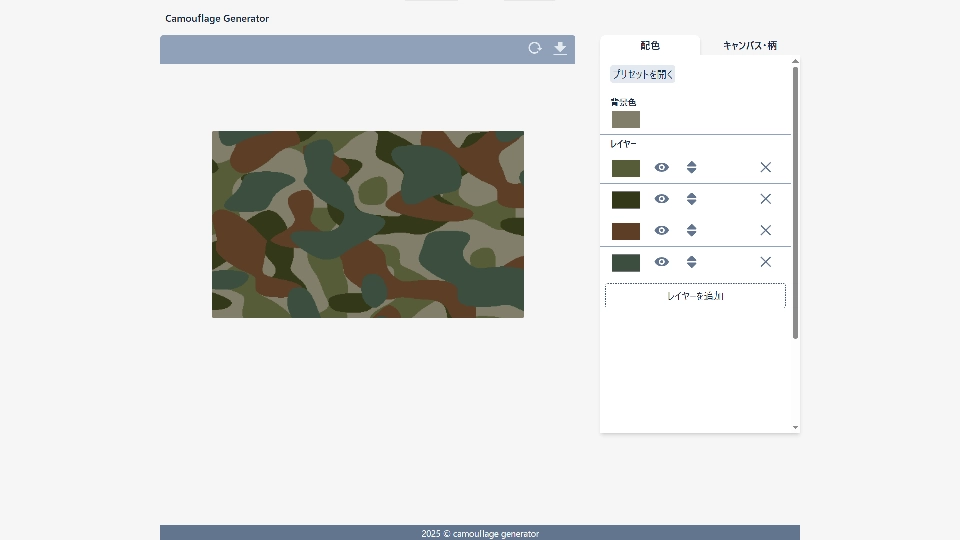 Camouflage Generator
配色
キャンバス・柄
プリセットを開く
背景色
レイヤー
レイヤーを追加
2025 © camouflage generator